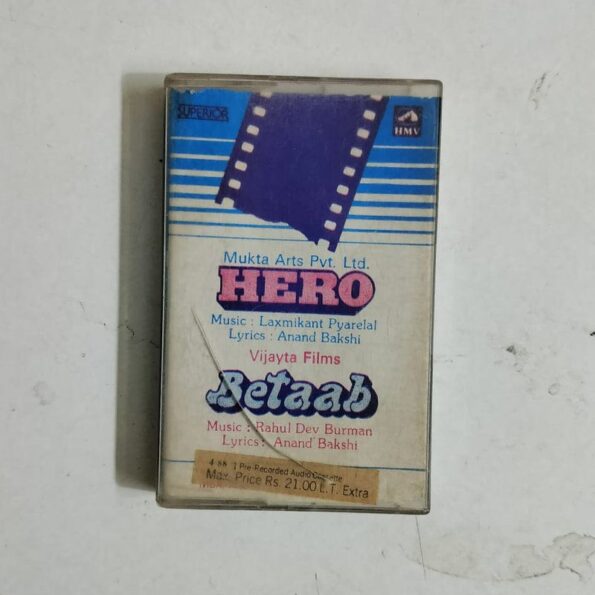 SUPERIOR
HMV
Mukta Arts Pvt. Ltd.
HERO
Music : Laxmikant Pyarelal
Lyrics : Anand Bakshi
Vijayta Films
Betaab
Music : Rahul Dev Burman
Lyrics : Anand Bakshi
4-88 1 Pre-Recorded Audio Cassette
Max. Price Rs. 21.00 L.T. Extra